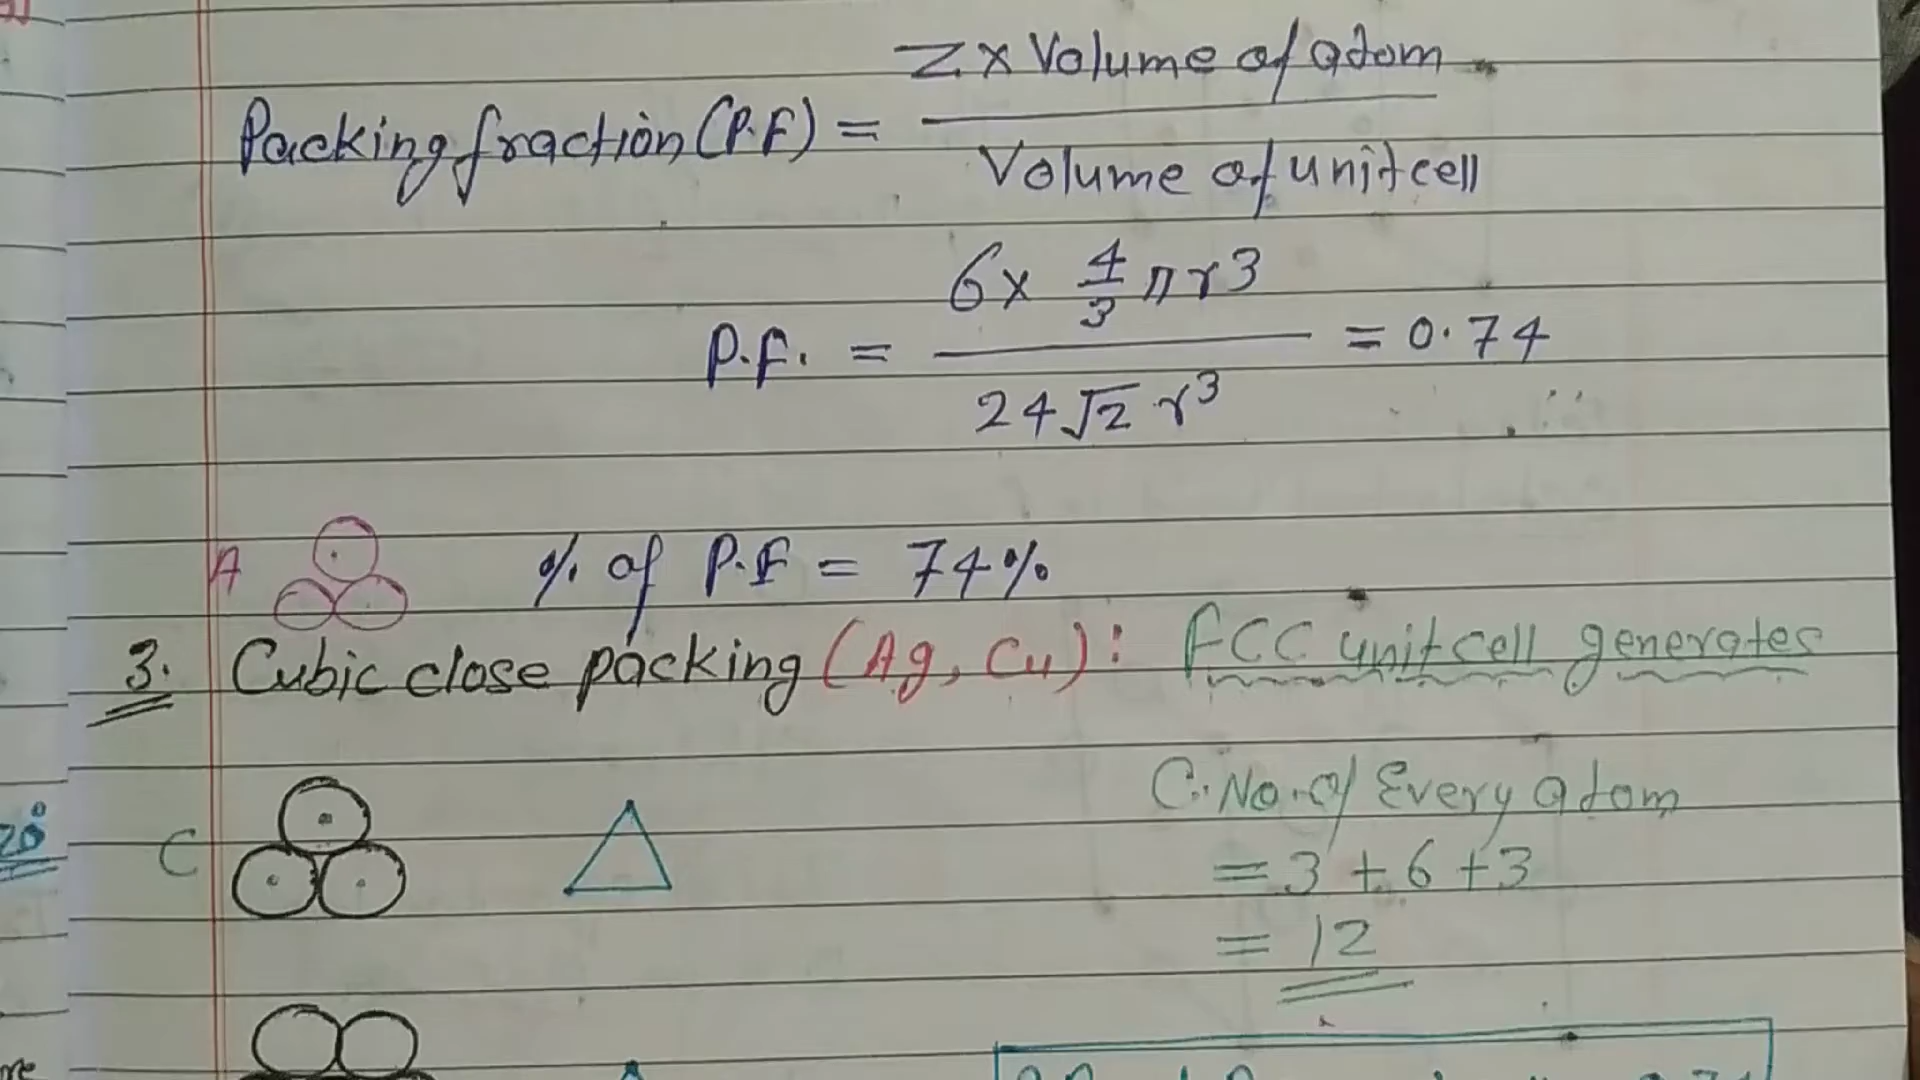 Packing fraction (P.F) = Z x Volume of atom / Volume of unit cell
P.F. = 6 x 4/3 π r3 / 24√2 r³ = 0.74
A % of P.F = 74%
3. Cubic close packing (Ag, Cu): FCC unit cell generates
C. No. of Every atom
C
= 3 + 6 + 3
20°
= 12